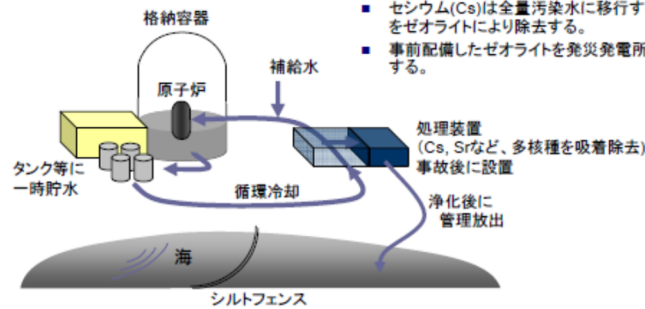 格納容器
■ セシウム(Cs)は全量汚染水に移行す
をゼオライトにより除去する。
■ 事前配備したゼオライトを発災発電所
する。
補給水
原子炉
処理装置
(Cs、Srなど、多核種を吸着除去)
事故後に設置
タンク等に
一時貯水
循環冷却
浄化後に
管理放出
海
シルトフェンス